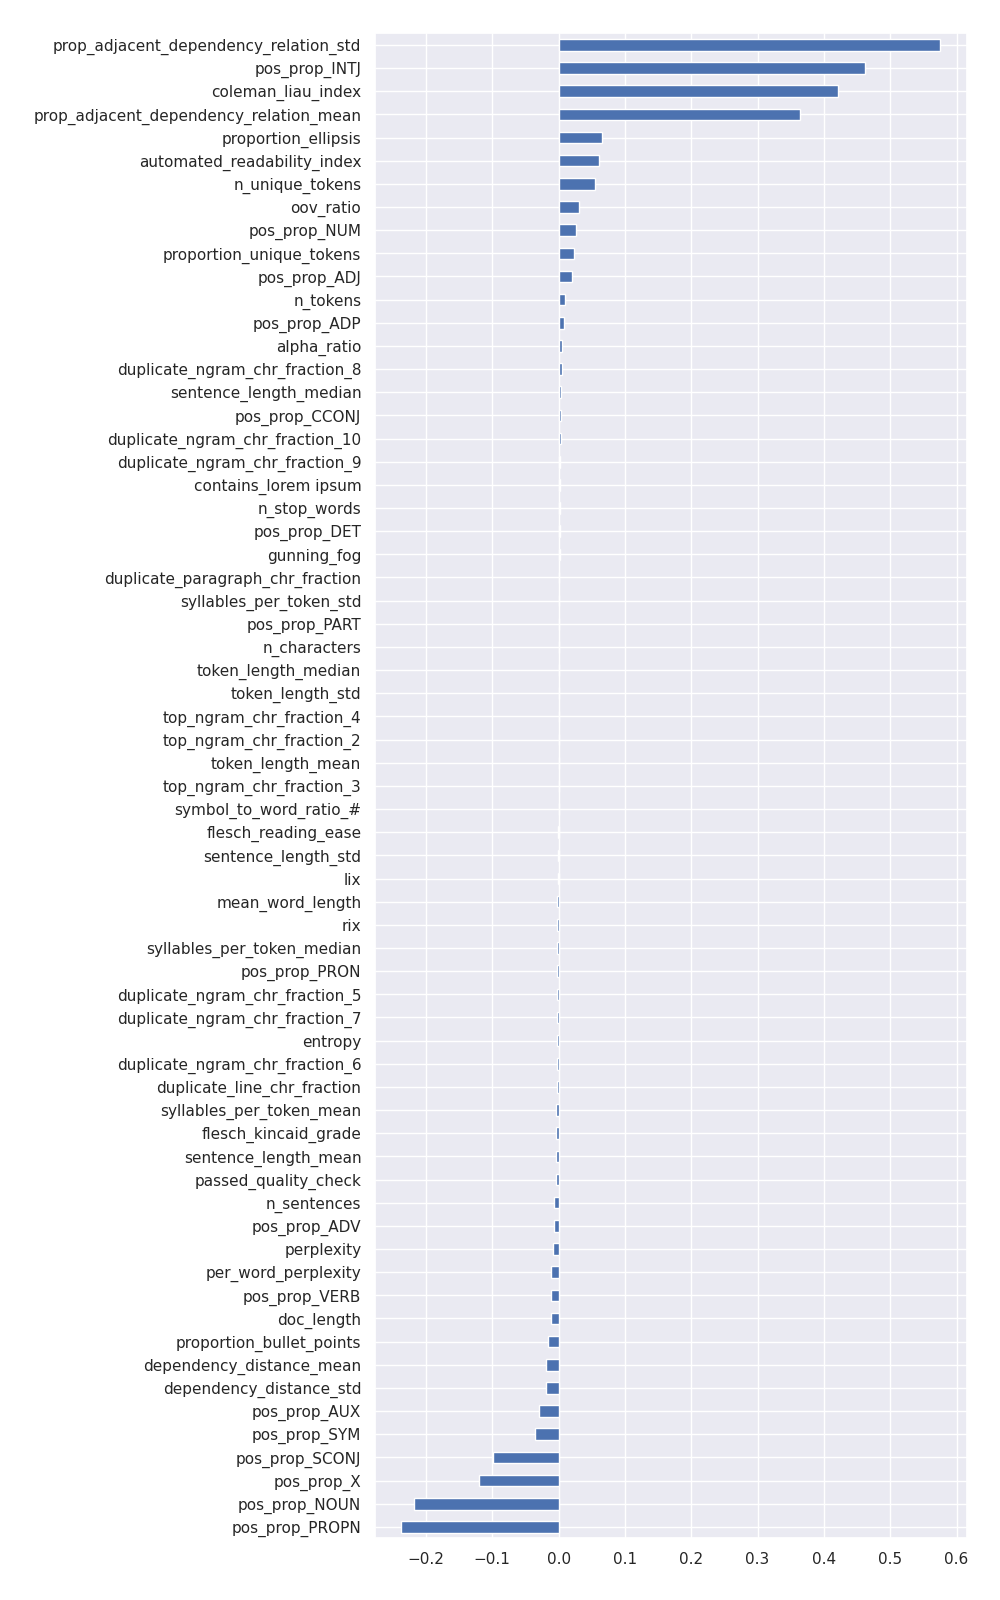 prop_adjacent_dependency_relation_std
pos_prop_INTJ
coleman_liau_index
prop_adjacent_dependency_relation_mean
proportion_ellipsis
automated_readability_index
n_unique_tokens
oov_ratio
pos_prop_NUM
proportion_unique_tokens
pos_prop_ADJ
n_tokens
pos_prop_ADP
alpha_ratio
duplicate_ngram_chr_fraction_8
sentence_length_median
pos_prop_CCONJ
duplicate_ngram_chr_fraction_10
duplicate_ngram_chr_fraction_9
contains_lorem ipsum
n_stop_words
pos_prop_DET
gunning_fog
duplicate_paragraph_chr_fraction
syllables_per_token_std
pos_prop_PART
n_characters
token_length_median
token_length_std
top_ngram_chr_fraction_4
top_ngram_chr_fraction_2
token_length_mean
top_ngram_chr_fraction_3
symbol_to_word_ratio_#
flesch_reading_ease
sentence_length_std
lix
mean_word_length
rix
syllables_per_token_median
pos_prop_PRON
duplicate_ngram_chr_fraction_5
duplicate_ngram_chr_fraction_7
entropy
duplicate_ngram_chr_fraction_6
duplicate_line_chr_fraction
syllables_per_token_mean
flesch_kincaid_grade
sentence_length_mean
passed_quality_check
n_sentences
pos_prop_ADV
perplexity
per_word_perplexity
pos_prop_VERB
doc_length
proportion_bullet_points
dependency_distance_mean
dependency_distance_std
pos_prop_AUX
pos_prop_SYM
pos_prop_SCONJ
pos_prop_X
pos_prop_NOUN
pos_prop_PROPN
−0.2 −0.1 0.0 0.1 0.2 0.3 0.4 0.5 0.6